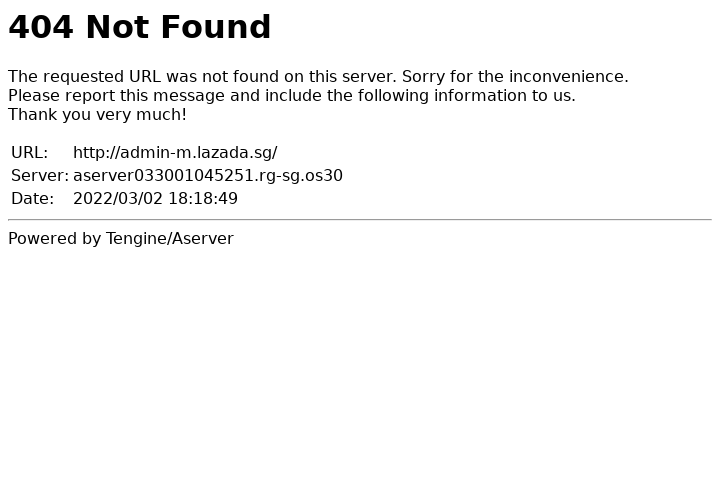 404 Not Found
The requested URL was not found on this server. Sorry for the inconvenience.
Please report this message and include the following information to us.
Thank you very much!
URL: http://admin-m.lazada.sg/
Server: aserver033001045251.rg-sg.os30
Date: 2022/03/02 18:18:49
Powered by Tengine/Aserver